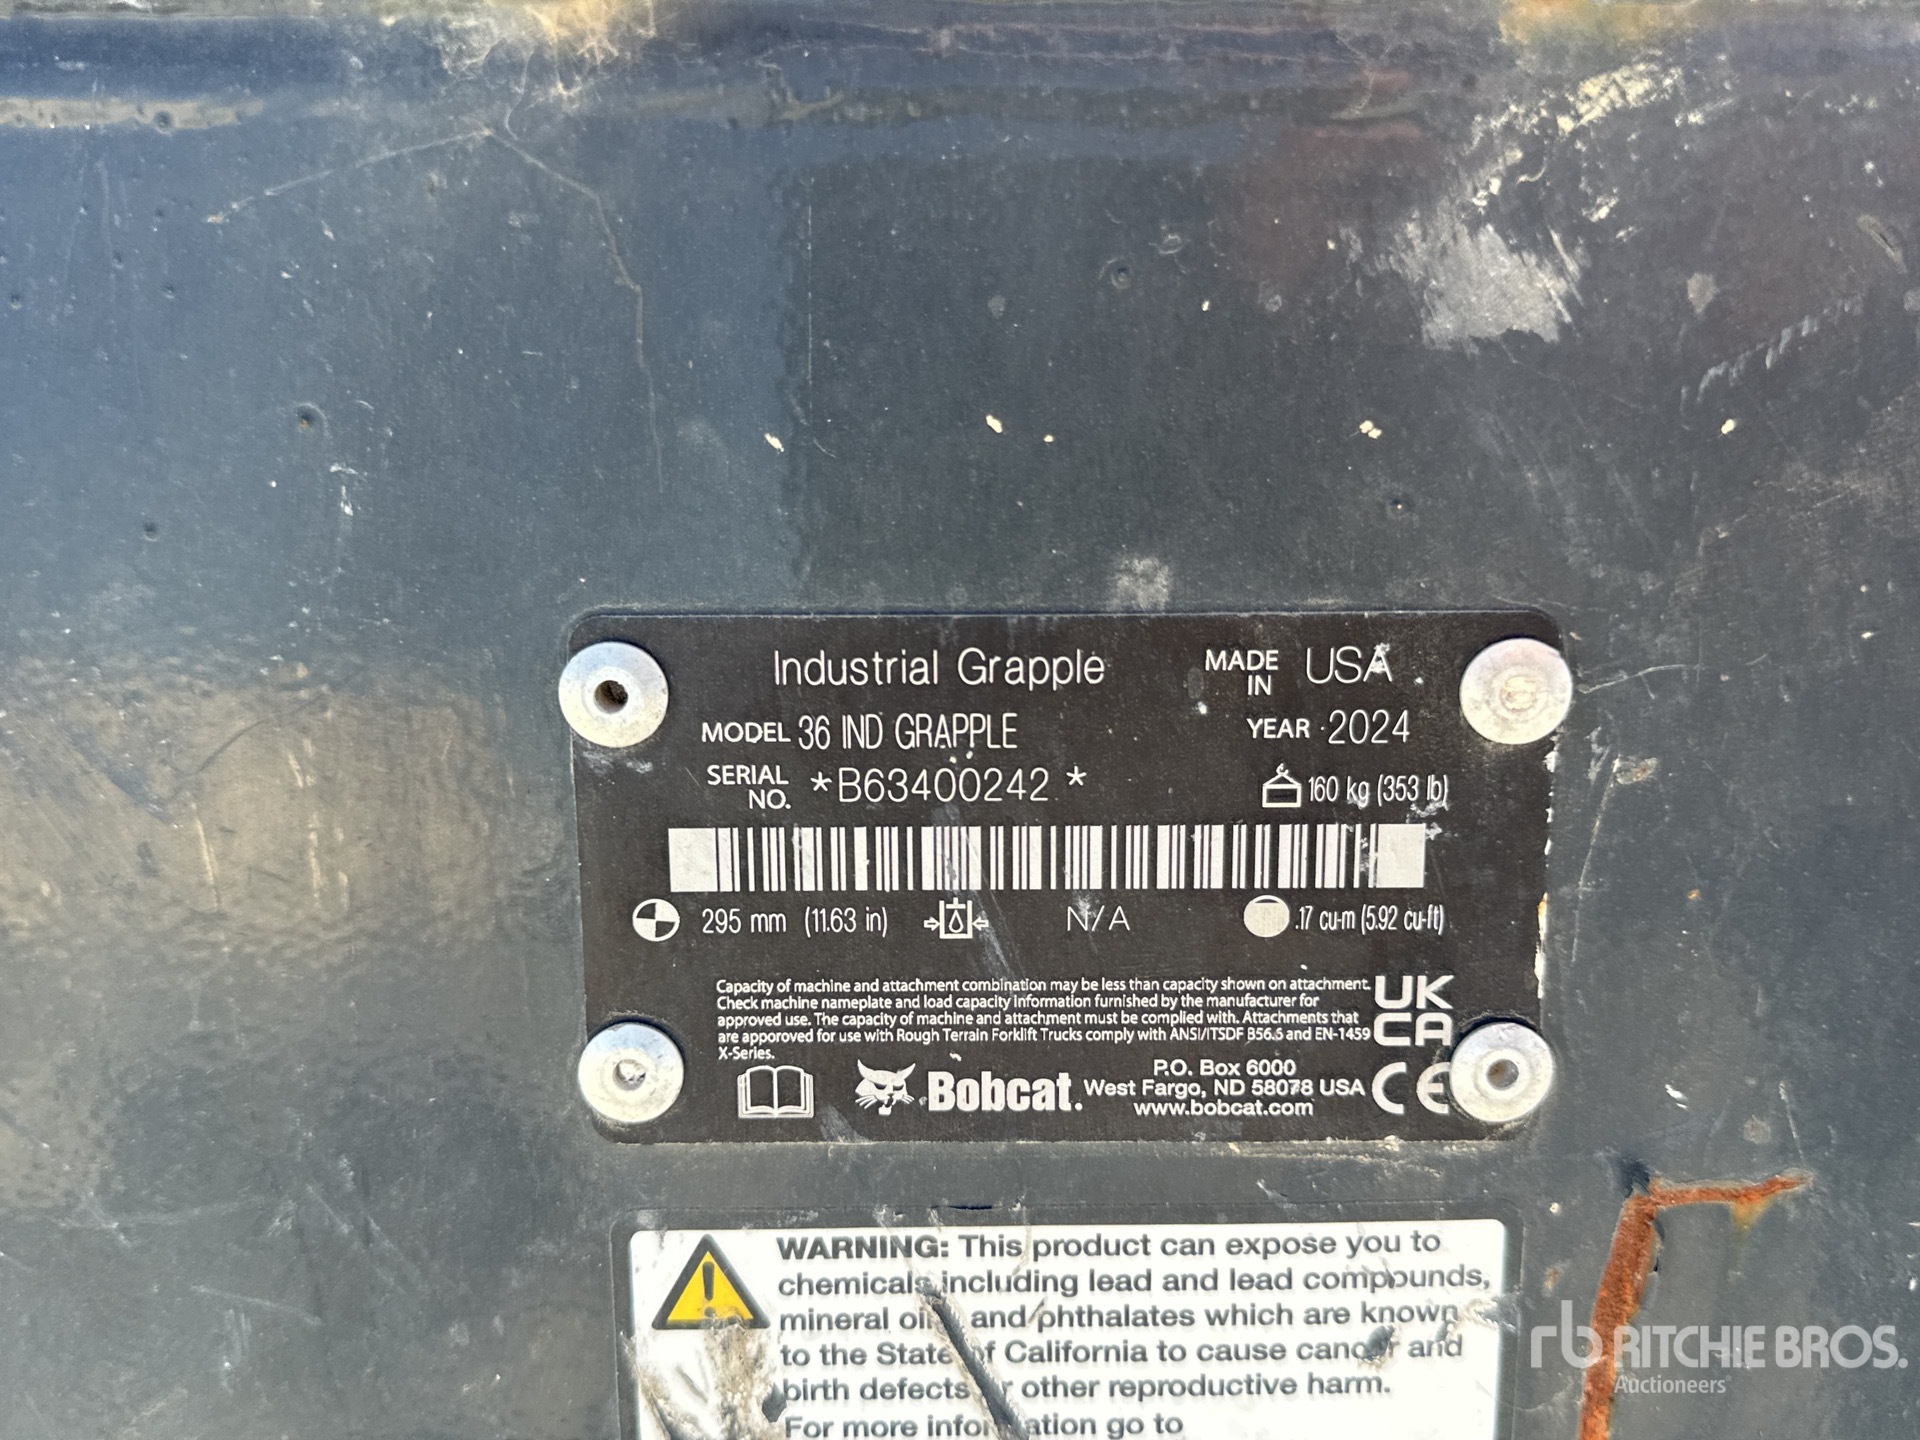 Industrial Grapple
MADE IN USA
MODEL 36 IND GRAPPLE
YEAR 2024
SERIAL NO. *B63400242*
160 kg (353 lb)
295 mm (11.63 in)
N/A
.17 cu-m (5.92 cu-ft)
Capacity of machine and attachment combination may be less than capacity shown on attachment.
Check machine nameplate and load capacity information furnished by the manufacturer for
approved use. The capacity of machine and attachment must be complied with. Attachments that
are apporoved for use with Rough Terrain Forklift Trucks comply with ANSI/ITSDF B56.6 and EN-1459
X-Series.
UK
CA
Bobcat.
P.O. Box 6000
West Fargo, ND 58078 USA
www.bobcat.com
CE
WARNING: This product can expose you to
chemicals including lead and lead compounds,
mineral oils and phthalates which are known
to the State of California to cause cancer and
birth defects or other reproductive harm.
For more information go to
rb RITCHIE BROS.
Auctioneers